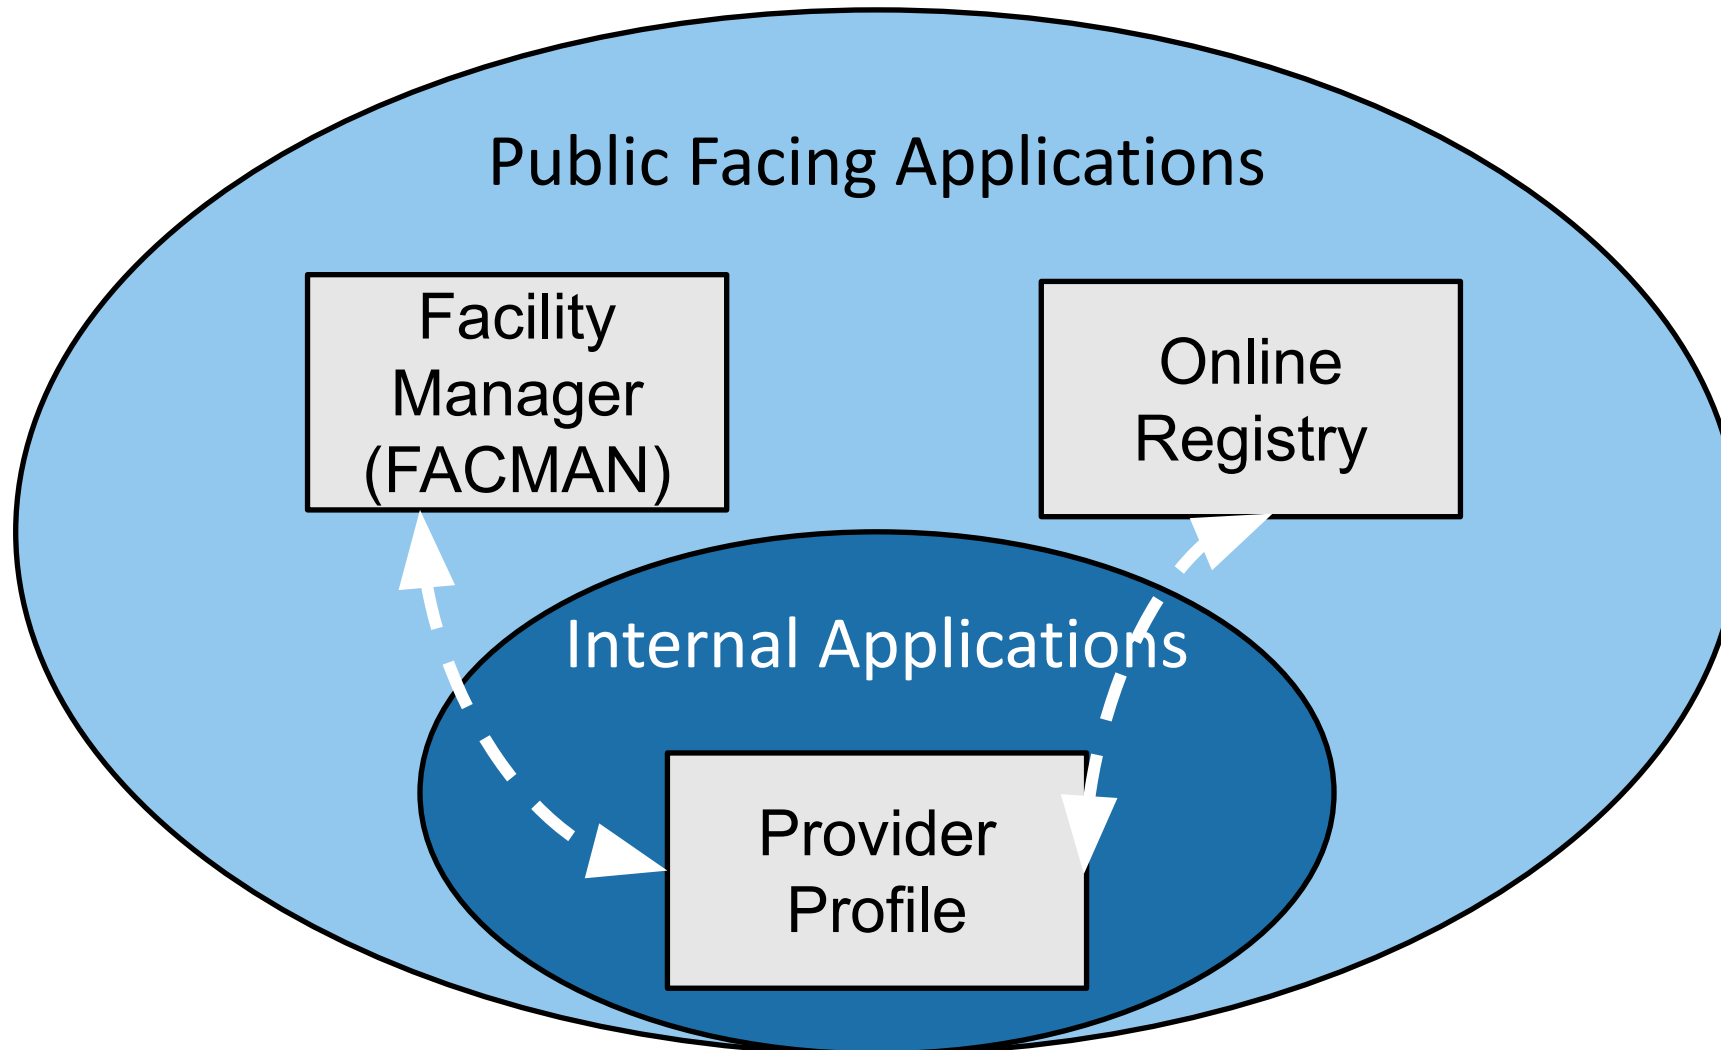 Public Facing Applications
Facility
Manager
(FACMAN)
Online
Registry
Internal Applications
Provider
Profile